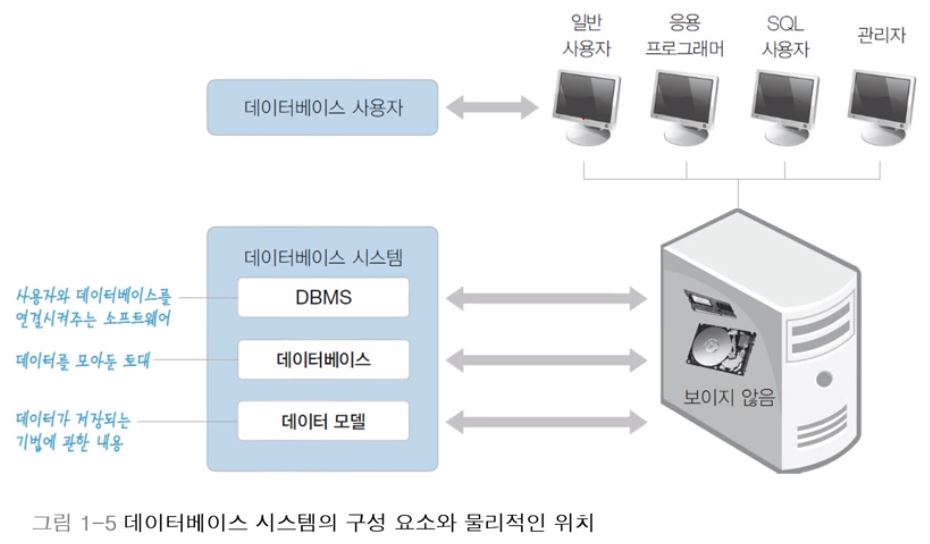 일반
사용자
응용
프로그래머
SQL
사용자
관리자
데이터베이스 사용자
데이터베이스 시스템
사용자와 데이터베이스를
연결시켜주는 소프트웨어
DBMS
데이터를 모아둔 토대
데이터베이스
데이터가 저장되는
기법에 관한 내용
데이터 모델
보이지 않음
그림 1-5 데이터베이스 시스템의 구성 요소와 물리적인 위치